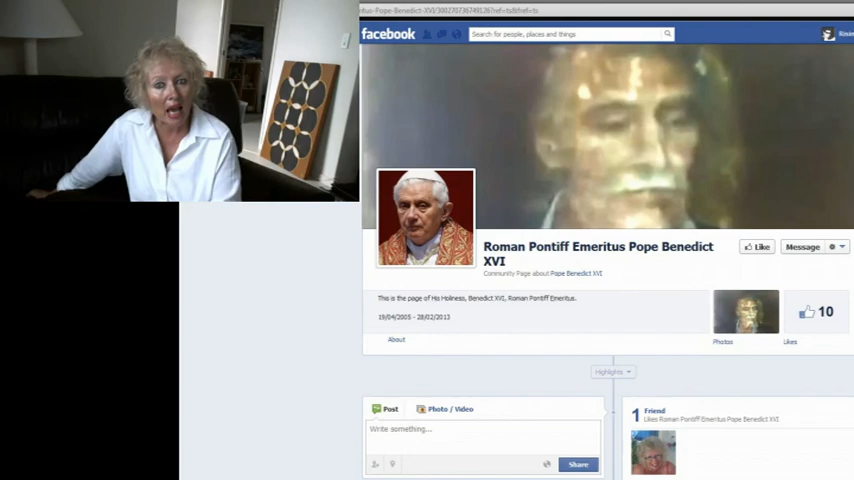 facebook
Search for people, places and things
Roman Pontiff Emeritus Pope Benedict
XVI
Like
Message
Community Page about Pope Benedict XVI
This is the page of His Holiness, Benedict XVI, Roman Pontiff Emeritus.
19/04/2005 - 28/02/2013
10
About
Photos
Likes
Highlights
Post
Photo / Video
1
Friend
Likes Roman Pontiff Emeritus Pope Benedict XVI
Write something...
Share